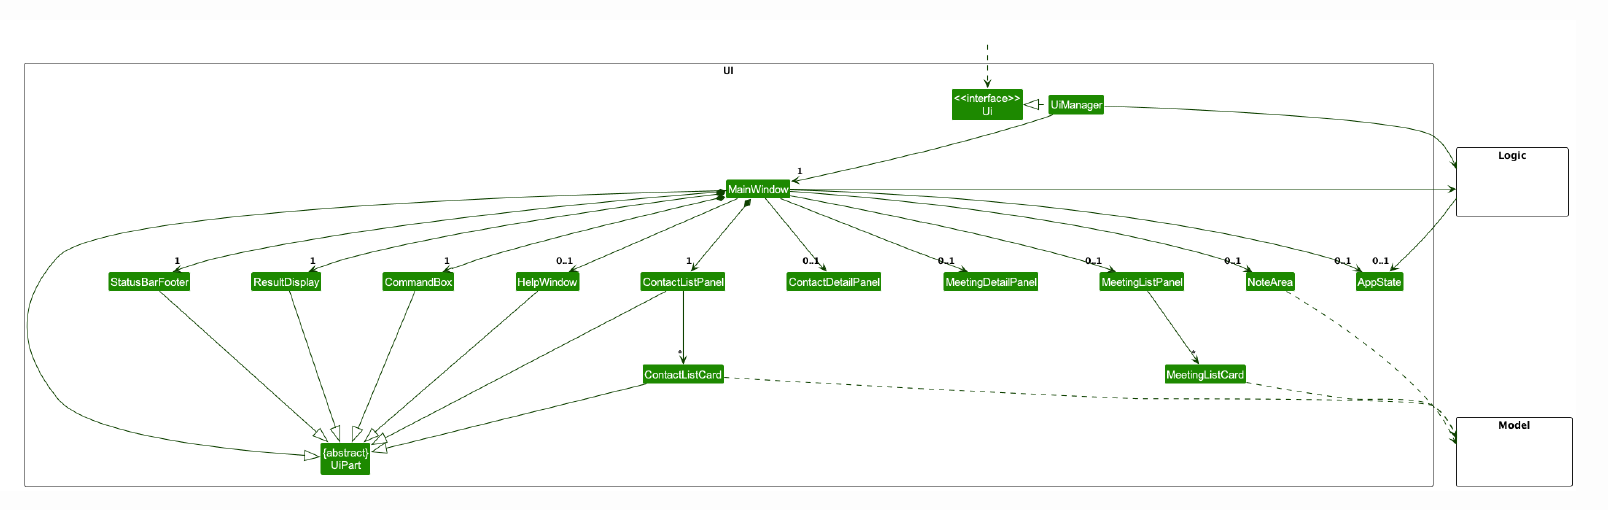 UI
<<interface>>
Ui
UiManager
Logic
1
MainWindow
1
1
1
0..1
1
0..1
0..1
0..1
0..1
0..1
0..1
StatusBarFooter
ResultDisplay
CommandBox
HelpWindow
ContactListPanel
ContactDetailPanel
MeetingDetailPanel
MeetingListPanel
NoteArea
AppState
*
*
ContactListCard
MeetingListCard
Model
{abstract}
UiPart